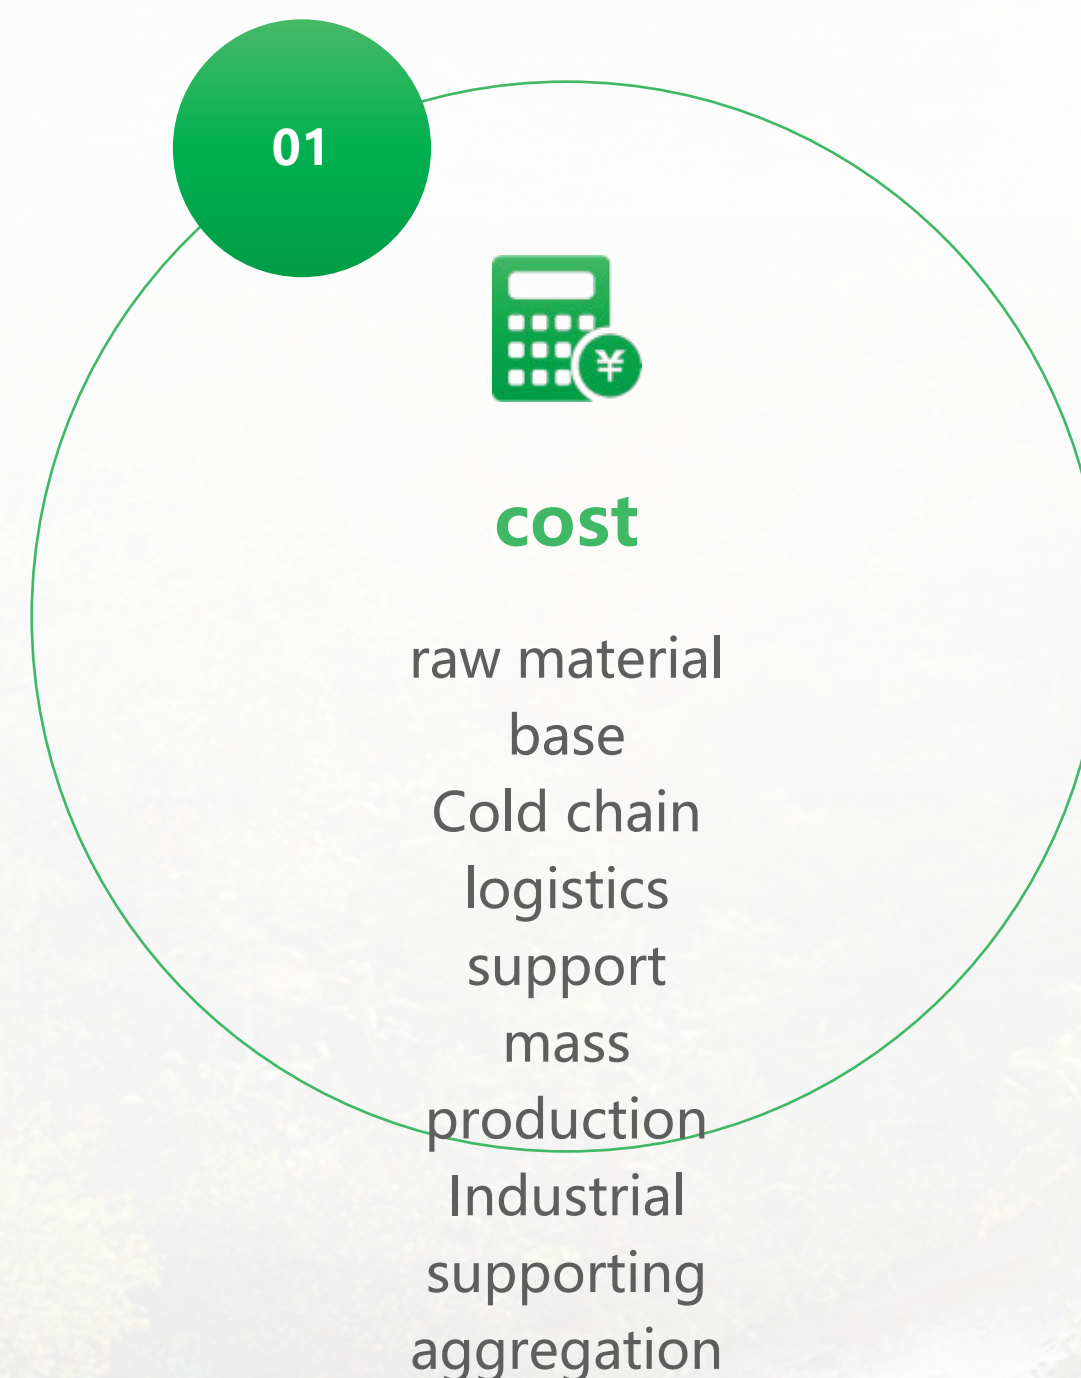 01
¥
cost
raw material
base
Cold chain
logistics
support
mass
production
Industrial
supporting
aggregation